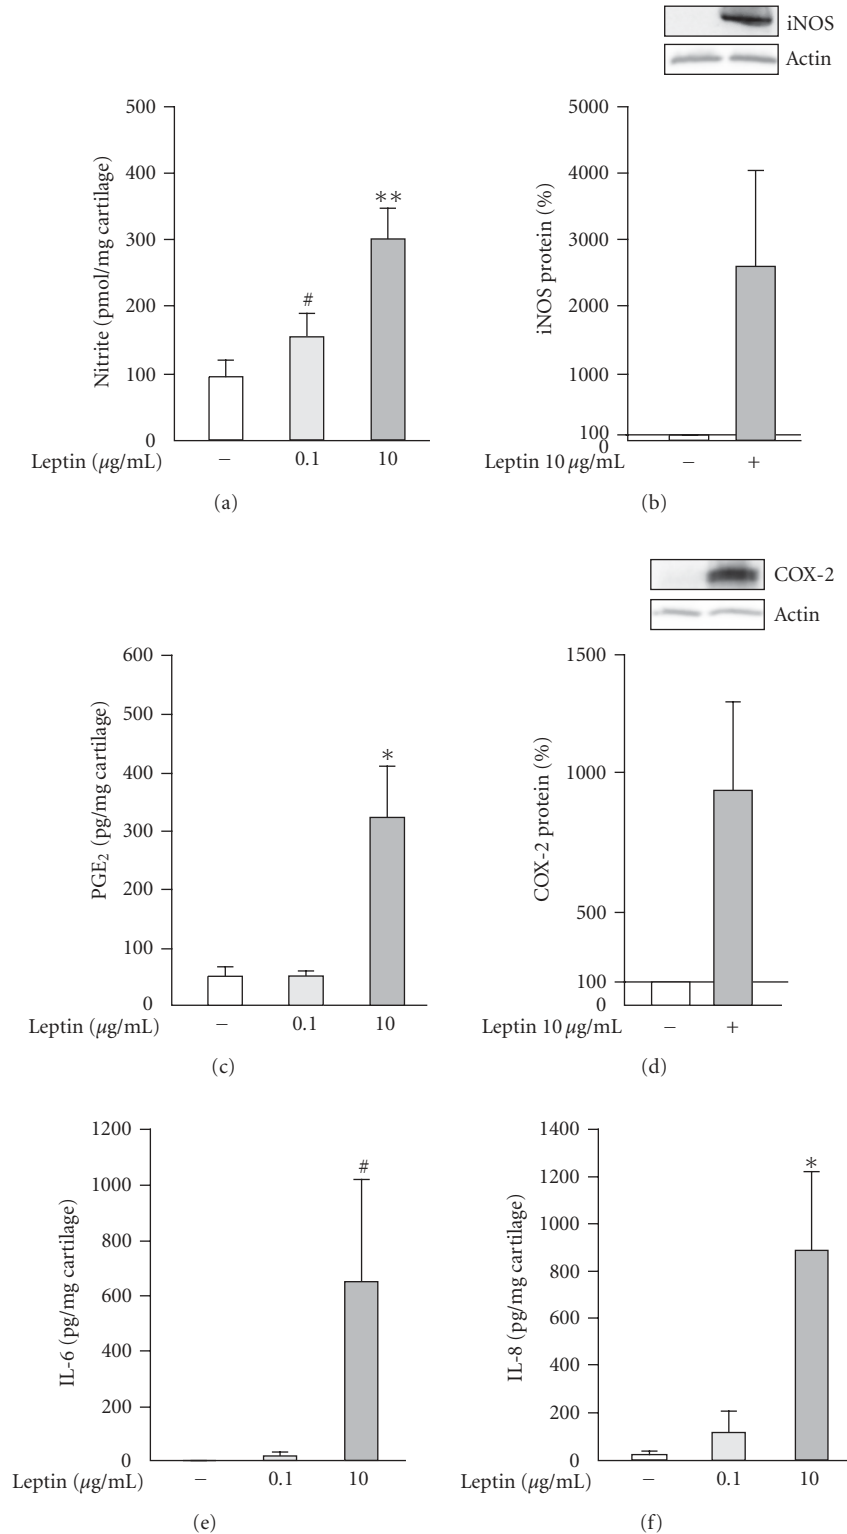 iNOS
Actin
500
400
300
200
100
0
Nitrite (pmol/mg cartilage)
#
**
Leptin (μg/mL)
−
0.1
10
(a)
5000
4000
3000
2000
1000
100
0
iNOS protein (%)
Leptin 10 μg/mL
−
+
(b)
COX-2
Actin
600
500
400
300
200
100
0
PGE2 (pg/mg cartilage)
*
Leptin (μg/mL)
−
0.1
10
(c)
1500
1000
500
100
0
COX-2 protein (%)
Leptin 10 μg/mL
−
+
(d)
1200
1000
800
600
400
200
0
IL-6 (pg/mg cartilage)
#
Leptin (μg/mL)
−
0.1
10
(e)
1400
1200
1000
800
600
400
200
0
IL-8 (pg/mg cartilage)
*
Leptin (μg/mL)
−
0.1
10
(f)